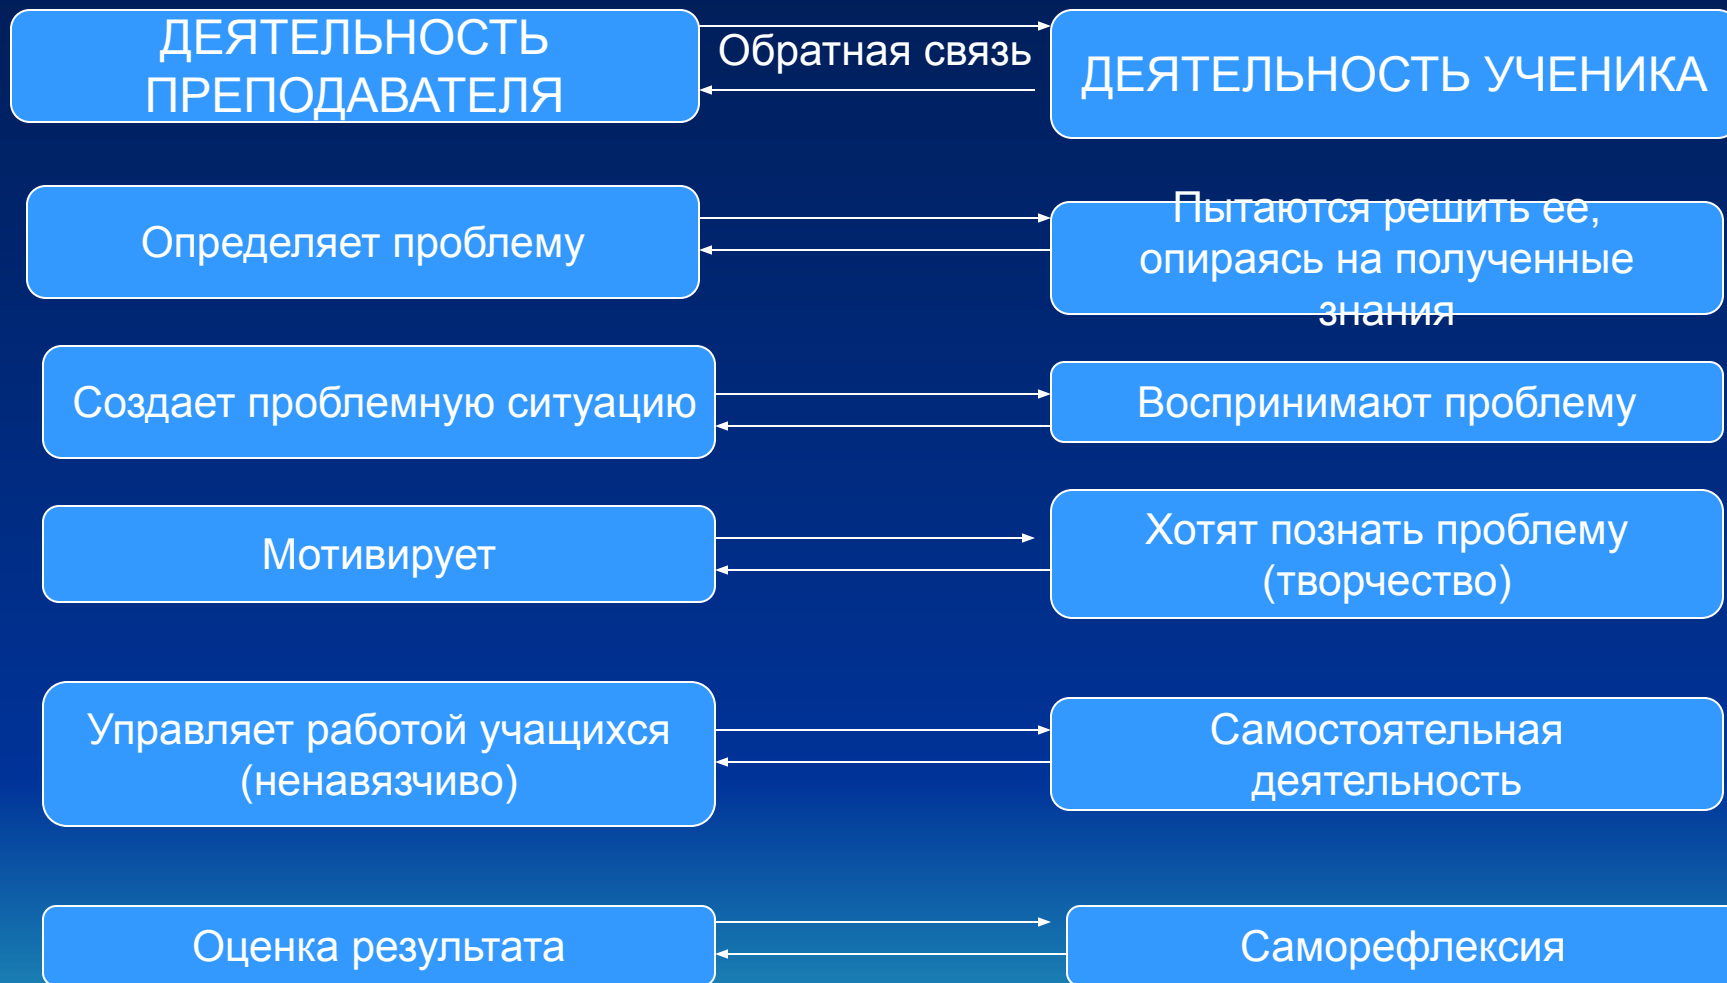 ДЕЯТЕЛЬНОСТЬ
ПРЕПОДАВАТЕЛЯ
Обратная связь
ДЕЯТЕЛЬНОСТЬ УЧЕНИКА
Определяет проблему
Пытаются решить ее,
опираясь на полученные
знания
Создает проблемную ситуацию
Воспринимают проблему
Мотивирует
Хотят познать проблему
(творчество)
Управляет работой учащихся
(ненавязчиво)
Самостоятельная
деятельность
Оценка результата
Саморефлексия